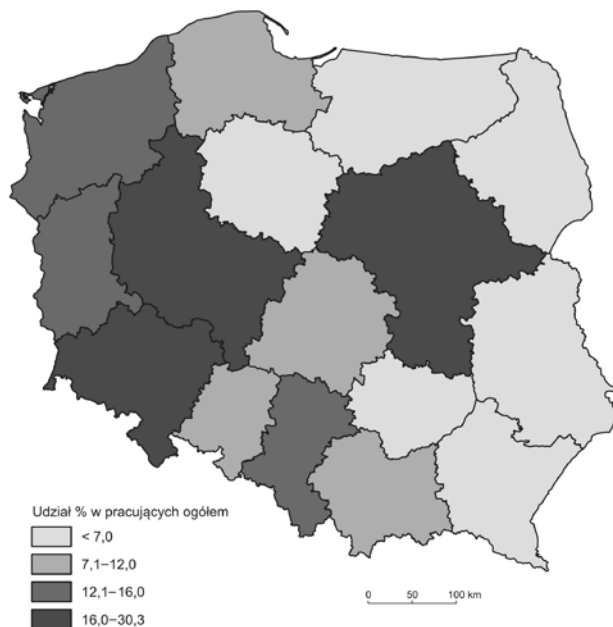 Udział % w pracujących ogółem
< 7,0
7,1–12,0
12,1–16,0
16,0–30,3
0 50 100 km